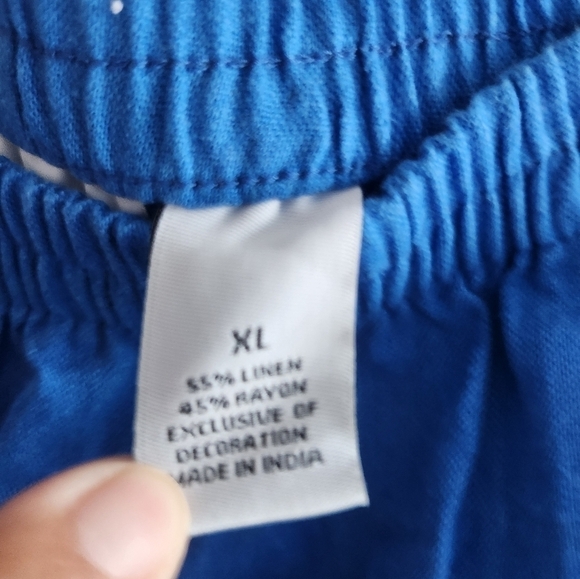 XL
55% LINEN
45% RAYON
EXCLUSIVE OF
DECORATION
MADE IN INDIA